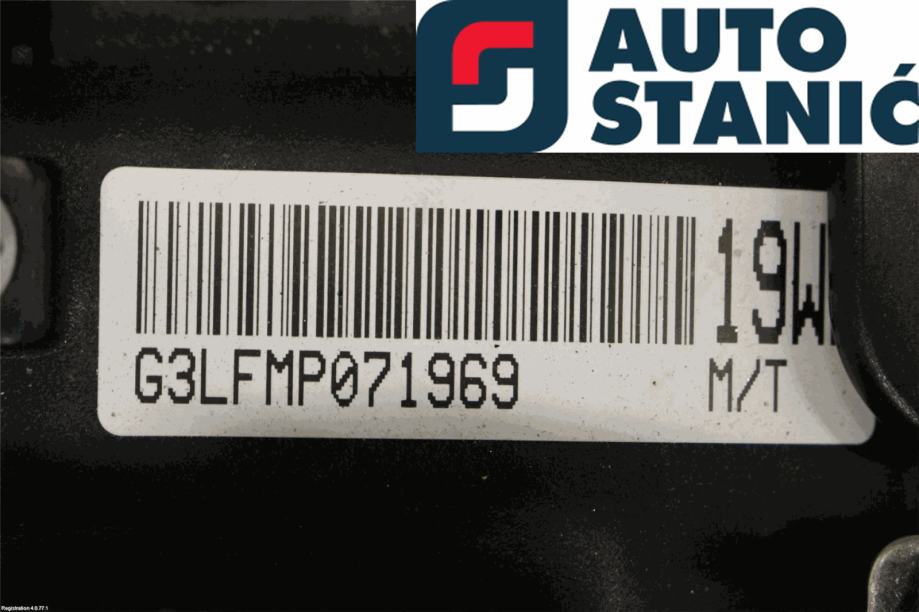 AUTO
STANIĆ
19W
G3LFMP071969
M/T
Registration 4.0.77.1